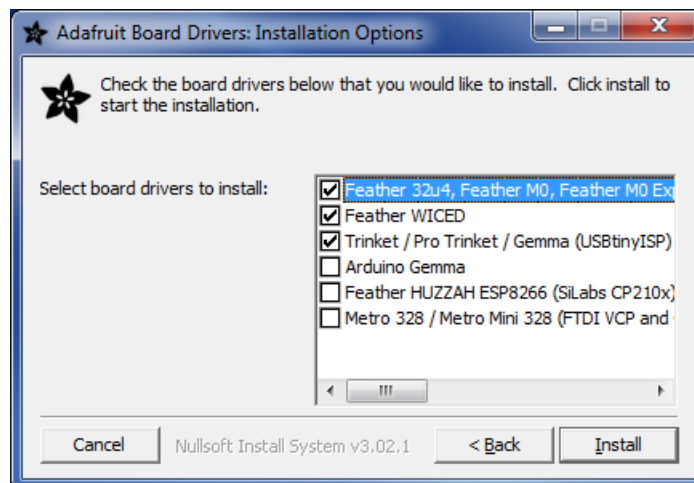 Adafruit Board Drivers: Installation Options
Check the board drivers below that you would like to install. Click install to
start the installation.
Select board drivers to install:
Feather 32u4, Feather M0, Feather M0 Exp
Feather WICED
Trinket / Pro Trinket / Gemma (USBtinyISP)
Arduino Gemma
Feather HUZZAH ESP8266 (SiLabs CP210x)
Metro 328 / Metro Mini 328 (FTDI VCP and
Cancel
Nullsoft Install System v3.02.1
< Back
Install